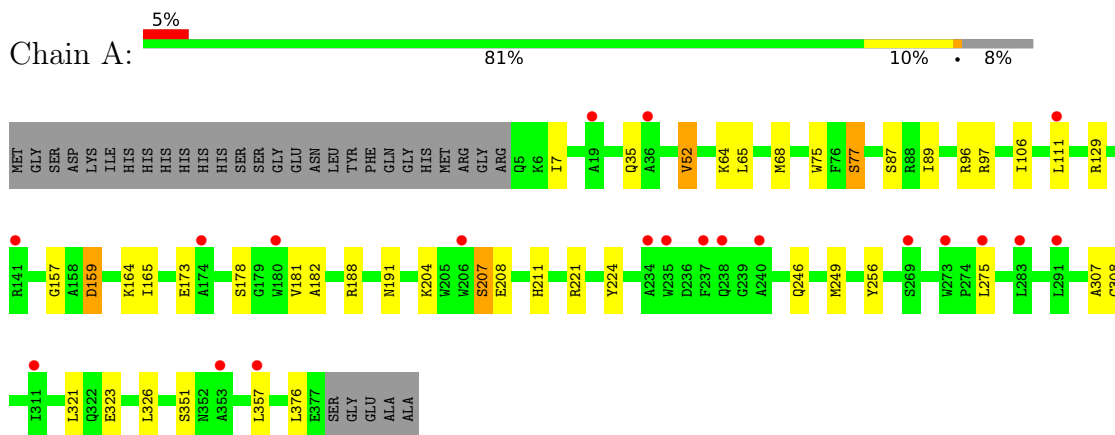 5%
Chain A:
81% 10% • 8%
MET GLY SER ASP LYS ILE HIS HIS HIS HIS HIS HIS SER SER GLY GLU ASN LEU TYR PHE GLN GLY HIS MET ARG GLY ARG Q5 K6 I7 A19 Q35 A36 V52 K64 L65 M68 W75 F76 S77 S87 R88 I89 R96 R97 I106 L111 R129
R141 G157 A158 D159 K164 I165 E173 A174 S178 G179 W180 V181 A182 R188 N191 K204 W205 W206 S207 E208 H211 R221 Y224 A234 W235 D236 F237 Q238 G239 A240 Q246 M249 Y256 S269 W273 P274 L275 L283 L291 A307 C308
I311 L321 Q322 E323 L326 S351 N352 A353 L357 L376 E377 SER GLY GLU ALA ALA